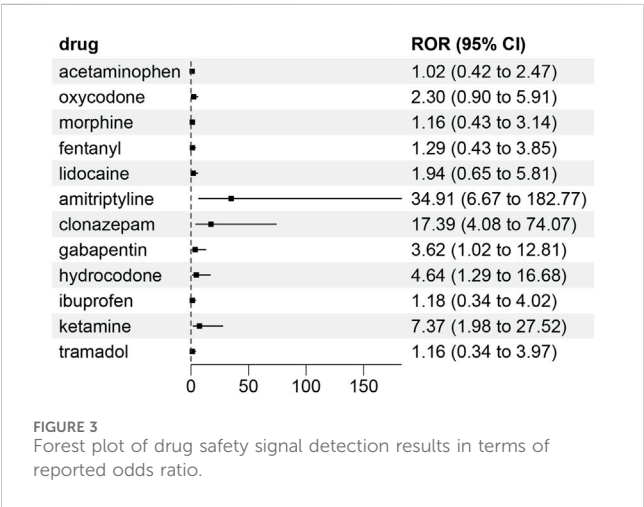 drug ROR (95% CI)
acetaminophen 1.02 (0.42 to 2.47)
oxycodone 2.30 (0.90 to 5.91)
morphine 1.16 (0.43 to 3.14)
fentanyl 1.29 (0.43 to 3.85)
lidocaine 1.94 (0.65 to 5.81)
amitriptyline 34.91 (6.67 to 182.77)
clonazepam 17.39 (4.08 to 74.07)
gabapentin 3.62 (1.02 to 12.81)
hydrocodone 4.64 (1.29 to 16.68)
ibuprofen 1.18 (0.34 to 4.02)
ketamine 7.37 (1.98 to 27.52)
tramadol 1.16 (0.34 to 3.97)
0 50 100 150
FIGURE 3
Forest plot of drug safety signal detection results in terms of
reported odds ratio.